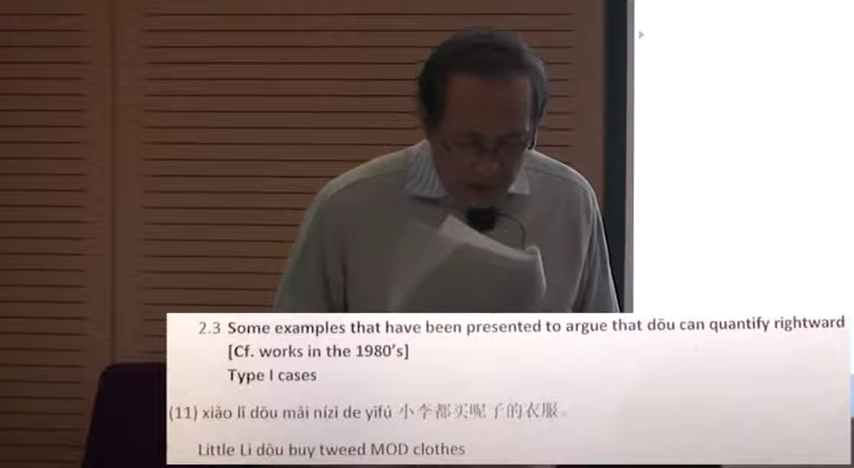 2.3 Some examples that have been presented to argue that dōu can quantify rightward
[Cf. works in the 1980's]
Type I cases
(11) xiǎo lǐ dōu mǎi nízi de yīfú 小李都买呢子的衣服。
Little Li dōu buy tweed MOD clothes